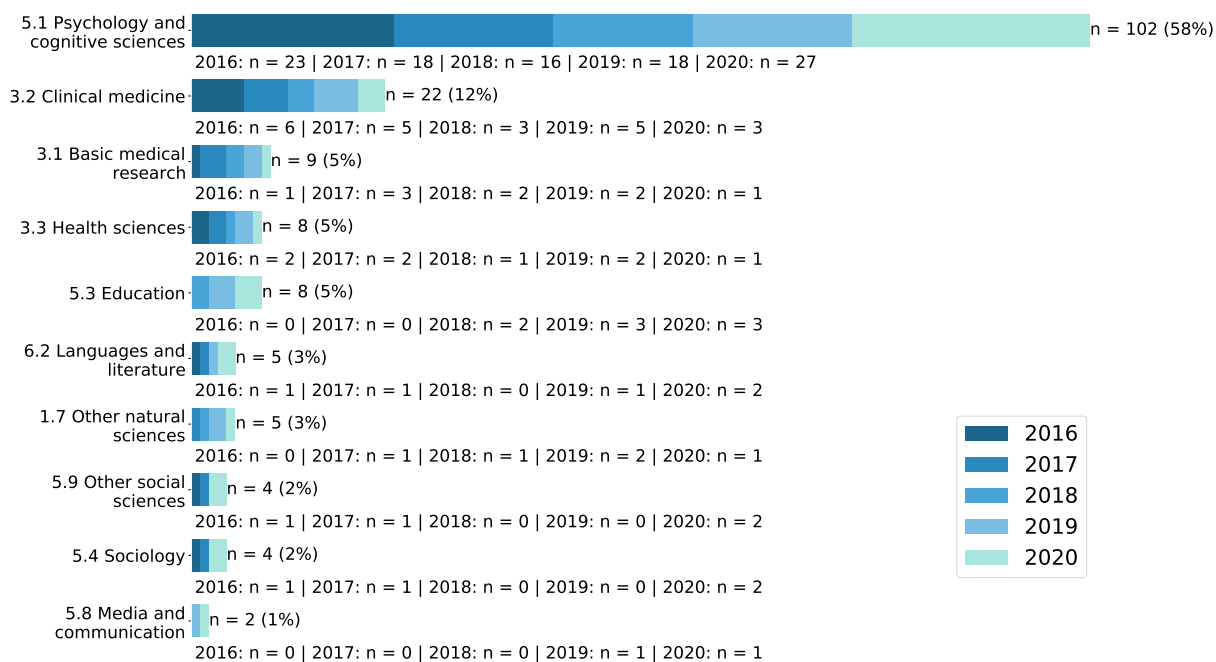 5.1 Psychology and
cognitive sciences
n = 102 (58%)
2016: n = 23 | 2017: n = 18 | 2018: n = 16 | 2019: n = 18 | 2020: n = 27
3.2 Clinical medicine
n = 22 (12%)
2016: n = 6 | 2017: n = 5 | 2018: n = 3 | 2019: n = 5 | 2020: n = 3
3.1 Basic medical
research
n = 9 (5%)
2016: n = 1 | 2017: n = 3 | 2018: n = 2 | 2019: n = 2 | 2020: n = 1
3.3 Health sciences
n = 8 (5%)
2016: n = 2 | 2017: n = 2 | 2018: n = 1 | 2019: n = 2 | 2020: n = 1
5.3 Education
n = 8 (5%)
2016: n = 0 | 2017: n = 0 | 2018: n = 2 | 2019: n = 3 | 2020: n = 3
6.2 Languages and
literature
n = 5 (3%)
2016: n = 1 | 2017: n = 1 | 2018: n = 0 | 2019: n = 1 | 2020: n = 2
1.7 Other natural
sciences
n = 5 (3%)
2016: n = 0 | 2017: n = 1 | 2018: n = 1 | 2019: n = 2 | 2020: n = 1
5.9 Other social
sciences
n = 4 (2%)
2016: n = 1 | 2017: n = 1 | 2018: n = 0 | 2019: n = 0 | 2020: n = 2
5.4 Sociology
n = 4 (2%)
2016: n = 1 | 2017: n = 1 | 2018: n = 0 | 2019: n = 0 | 2020: n = 2
5.8 Media and
communication
n = 2 (1%)
2016: n = 0 | 2017: n = 0 | 2018: n = 0 | 2019: n = 1 | 2020: n = 1
2016
2017
2018
2019
2020